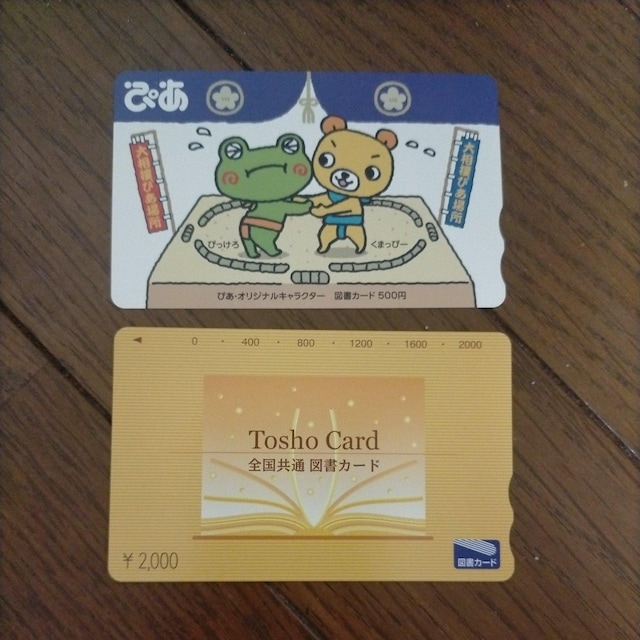 ぴあ
大相撲ぴあ場所
大相撲ぴあ場所
ぴっけろ
くまっぴー
ぴあ・オリジナルキャラクター 図書カード 500円
◀ 0 ・ 400 ・ 800 ・ 1200 ・ 1600 ・ 2000
Tosho Card
全国共通 図書カード
¥2,000
図書カード